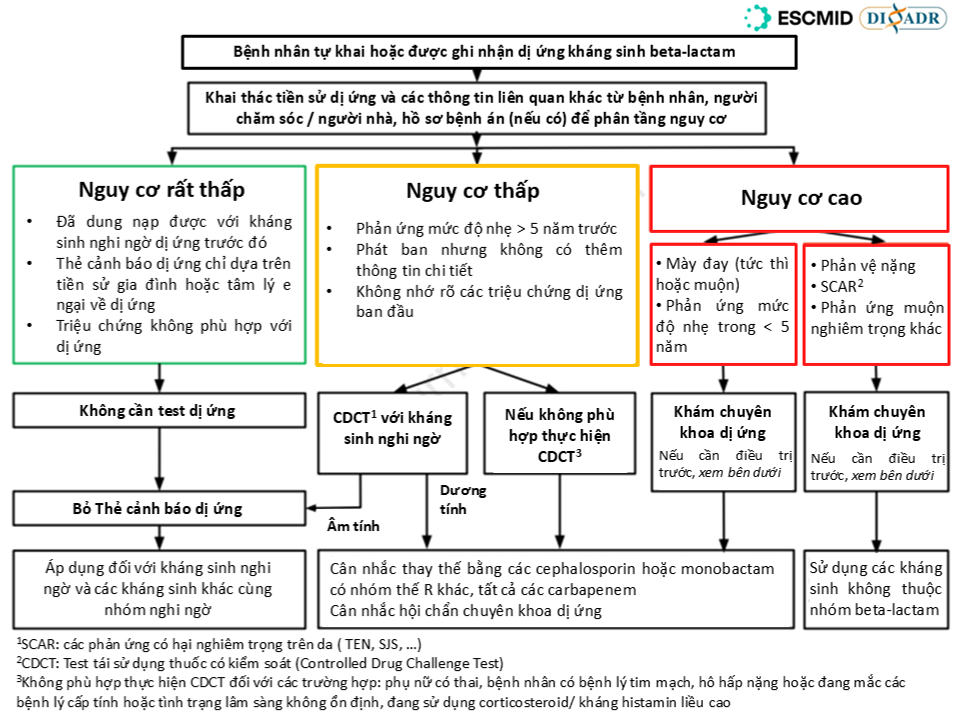 ESCMID DI ADR
Bệnh nhân tự khai hoặc được ghi nhận dị ứng kháng sinh beta-lactam
Khai thác tiền sử dị ứng và các thông tin liên quan khác từ bệnh nhân, người
chăm sóc / người nhà, hồ sơ bệnh án (nếu có) để phân tầng nguy cơ
Nguy cơ rất thấp
• Đã dung nạp được với kháng
sinh nghi ngờ dị ứng trước đó
• Thẻ cảnh báo dị ứng chỉ dựa trên
tiền sử gia đình hoặc tâm lý e
ngại về dị ứng
• Triệu chứng không phù hợp với
dị ứng
Nguy cơ thấp
• Phản ứng mức độ nhẹ > 5 năm trước
• Phát ban nhưng không có thêm
thông tin chi tiết
• Không nhớ rõ các triệu chứng dị ứng
ban đầu
Nguy cơ cao
• Mày đay (tức thì
hoặc muộn)
• Phản ứng mức
độ nhẹ trong < 5
năm
• Phản vệ nặng
• SCAR²
• Phản ứng muộn
nghiêm trọng khác
Không cần test dị ứng
CDCT¹ với kháng
sinh nghi ngờ
Nếu không phù
hợp thực hiện
CDCT³
Khám chuyên
khoa dị ứng
Nếu cần điều trị
trước, xem bên dưới
Khám chuyên
khoa dị ứng
Nếu cần điều trị
trước, xem bên dưới
Bỏ Thẻ cảnh báo dị ứng
Âm tính
Dương
tính
Áp dụng đối với kháng sinh nghi
ngờ và các kháng sinh khác cùng
nhóm nghi ngờ
Cân nhắc thay thế bằng các cephalosporin hoặc monobactam
có nhóm thế R khác, tất cả các carbapenem
Cân nhắc hội chẩn chuyên khoa dị ứng
Sử dụng các kháng
sinh không thuộc
nhóm beta-lactam
¹SCAR: các phản ứng có hại nghiêm trọng trên da ( TEN, SJS, ...)
²CDCT: Test tái sử dụng thuốc có kiểm soát (Controlled Drug Challenge Test)
³Không phù hợp thực hiện CDCT đối với các trường hợp: phụ nữ có thai, bệnh nhân có bệnh lý tim mạch, hô hấp nặng hoặc đang mắc các
bệnh lý cấp tính hoặc tình trạng lâm sàng không ổn định, đang sử dụng corticosteroid/ kháng histamin liều cao